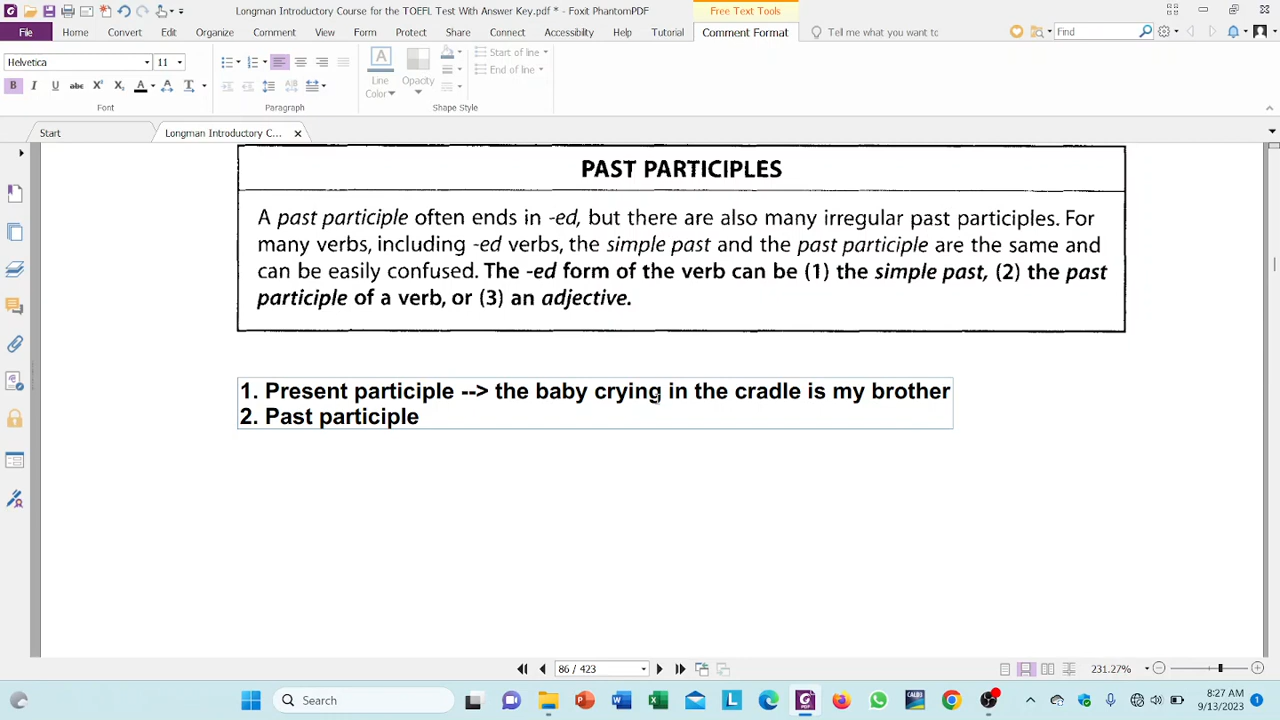 Longman Introductory Course for the TOEFL Test With Answer Key.pdf * - Foxit PhantomPDF
Free Text Tools
File Home Convert Edit Organize Comment View Form Protect Share Connect Accessibility Help Tutorial Comment Format Tell me what you want to Find
Helvetica 11
Line Color
Opacity
Start of line
End of line
Font Paragraph Shape Style
Start Longman Introductory C...
PAST PARTICIPLES
A past participle often ends in -ed, but there are also many irregular past participles. For
many verbs, including -ed verbs, the simple past and the past participle are the same and
can be easily confused. The -ed form of the verb can be (1) the simple past, (2) the past
participle of a verb, or (3) an adjective.
1. Present participle --> the baby crying in the cradle is my brother
2. Past participle
86 / 423 231.27%
Search
8:27 AM
9/13/2023